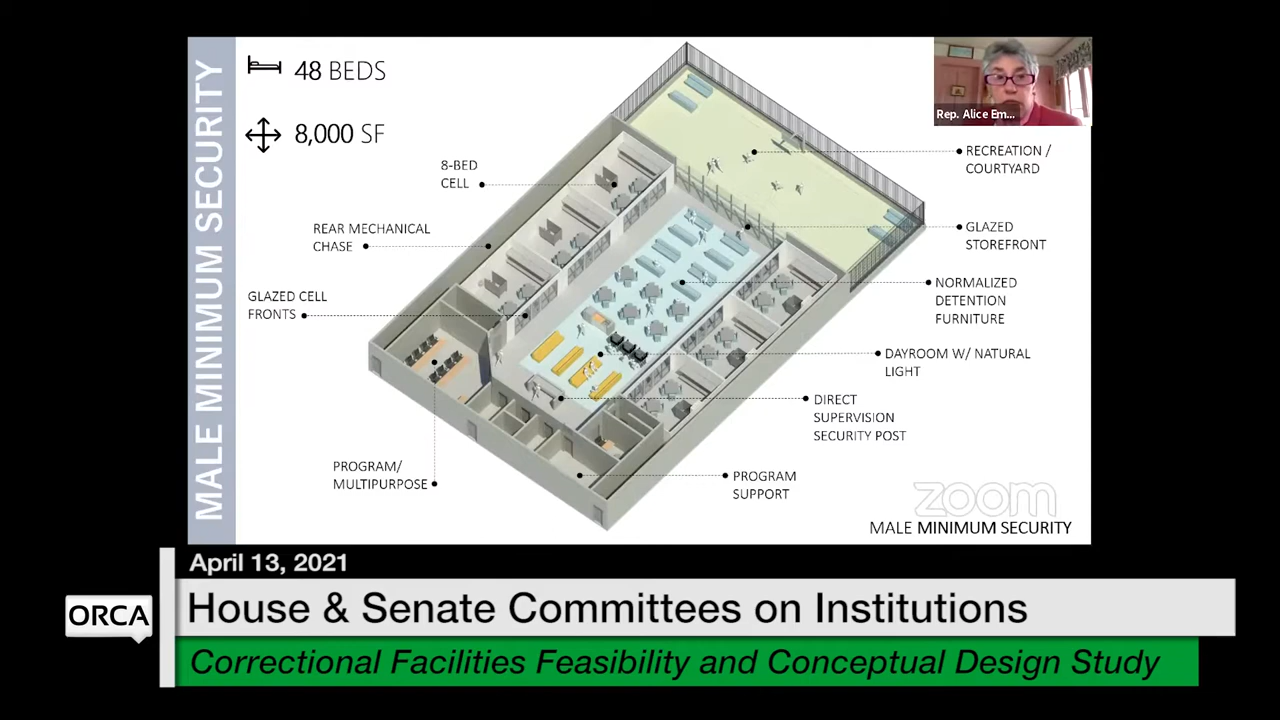 MALE MINIMUM SECURITY
48 BEDS
8,000 SF
Rep. Alice Em...
8-BED
CELL
REAR MECHANICAL
CHASE
GLAZED CELL
FRONTS
PROGRAM/
MULTIPURPOSE
RECREATION /
COURTYARD
GLAZED
STOREFRONT
NORMALIZED
DETENTION
FURNITURE
DAYROOM W/ NATURAL
LIGHT
DIRECT
SUPERVISION
SECURITY POST
PROGRAM
SUPPORT
zoom
MALE MINIMUM SECURITY
April 13, 2021
ORCA
House & Senate Committees on Institutions
Correctional Facilities Feasibility and Conceptual Design Study